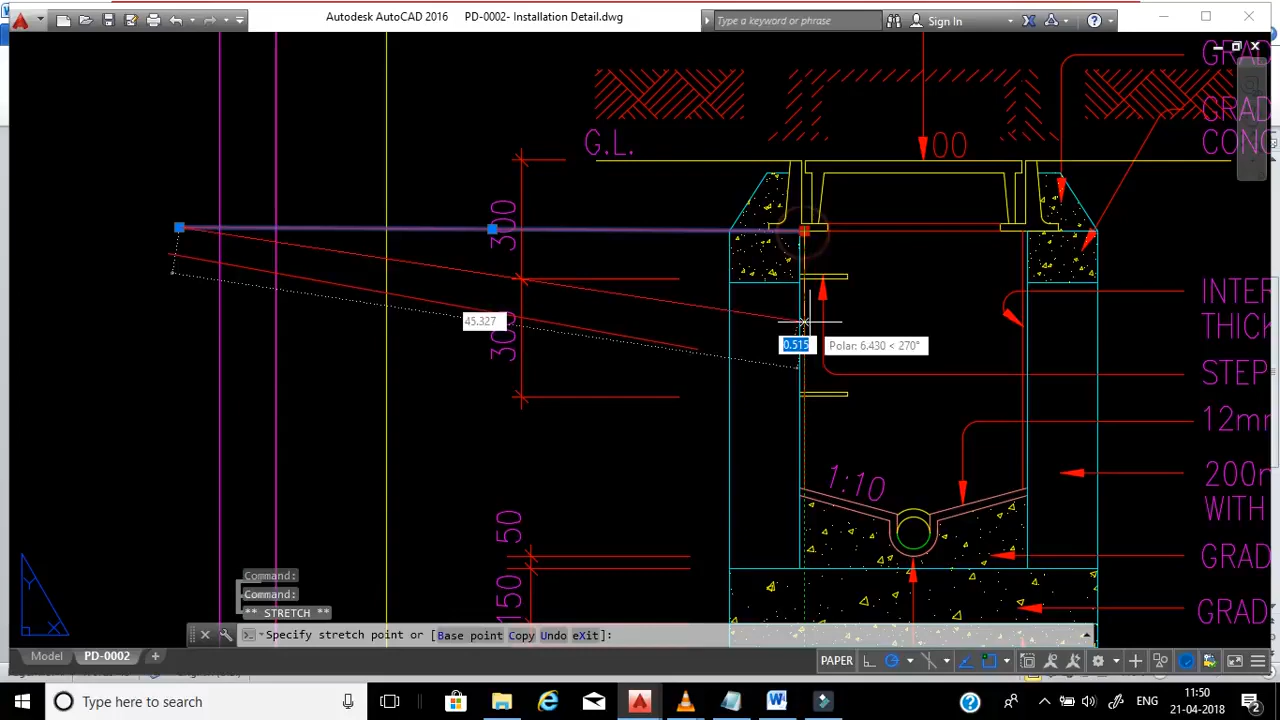 Autodesk AutoCAD 2016 PD-0002- Installation Detail.dwg
Type a keyword or phrase
Sign In
G.L.
00
GRAD
GRAD
CONC
300
300
45.327
0.515
Polar: 6.430 < 270°
INTER
THICK
STEP
12mm
1:10
200m
WITH
50
150
GRAD
GRAD
Command:
Command:
** STRETCH **
Specify stretch point or [Base point Copy Undo eXit]:
Model
PD-0002
PAPER
Type here to search
ENG
11:50
21-04-2018
2